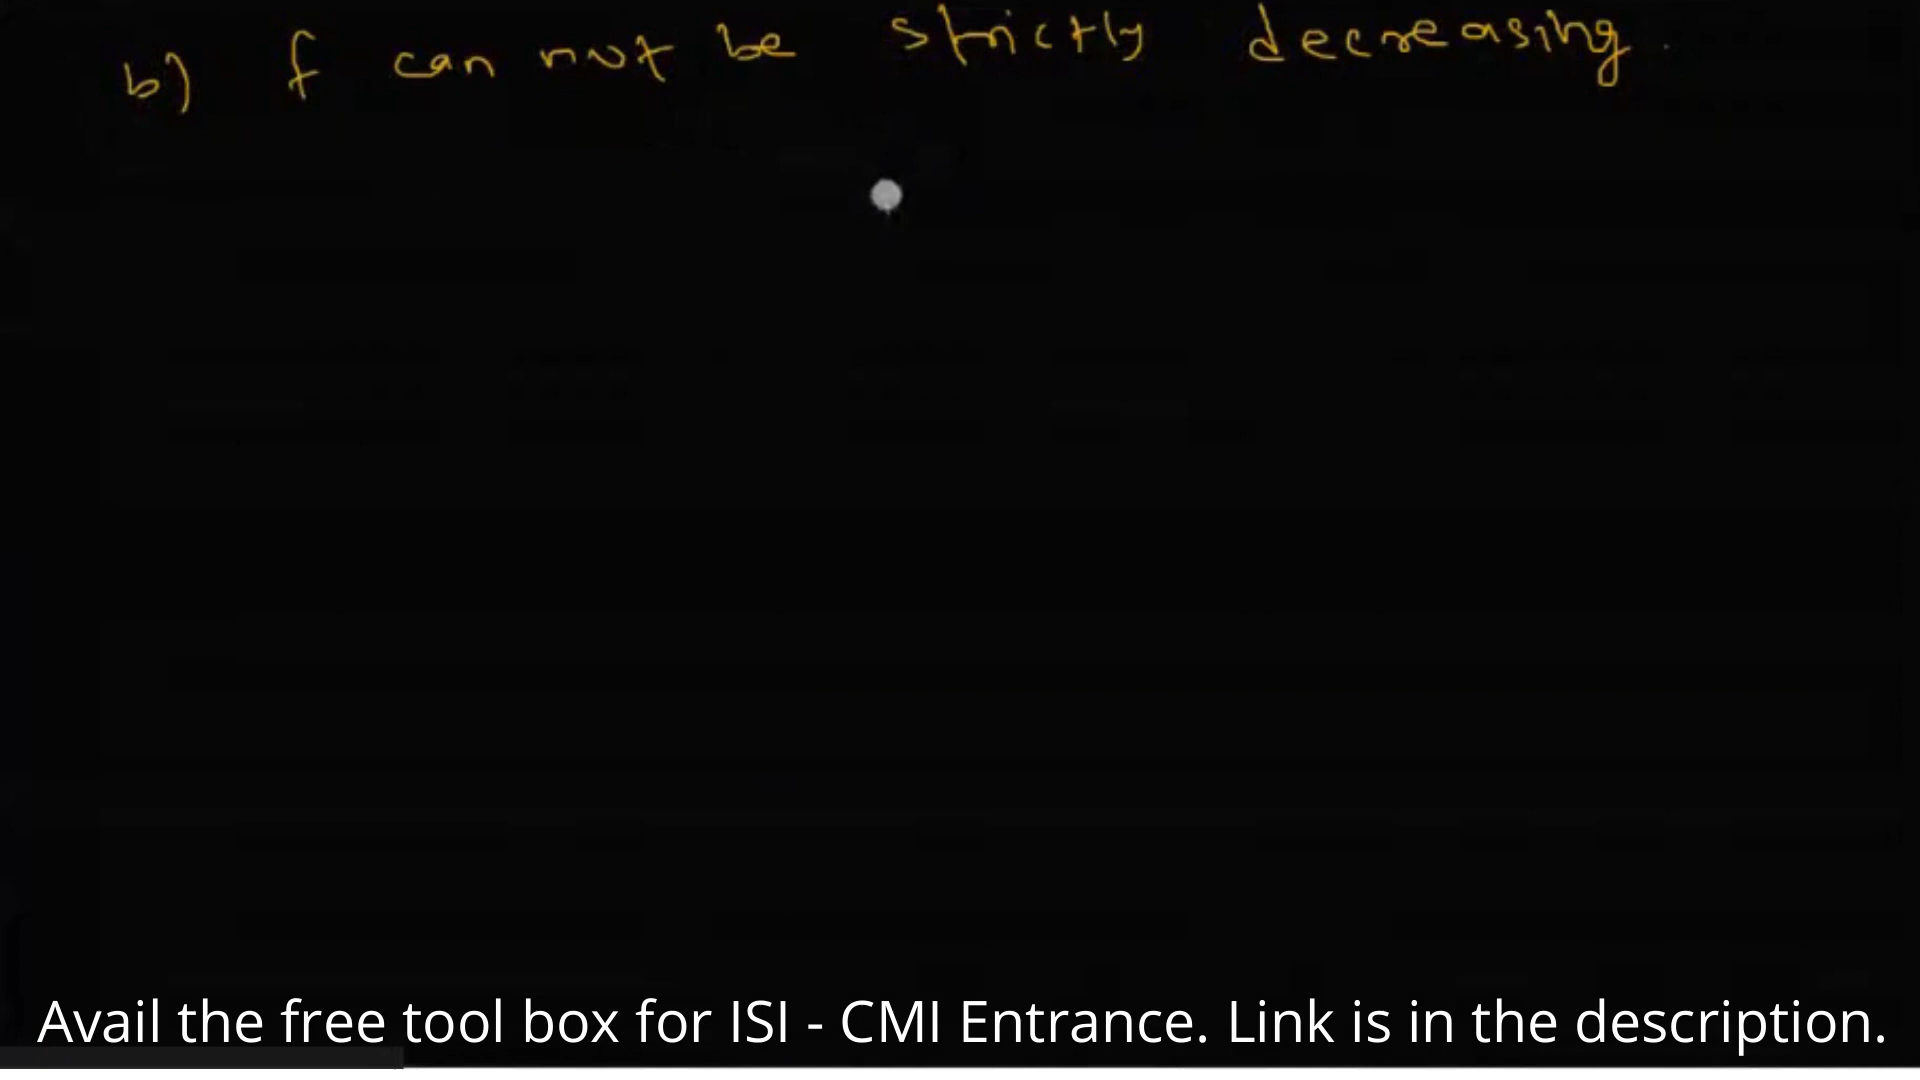 b) f can not be strictly decreasing.
Avail the free tool box for ISI - CMI Entrance. Link is in the description.